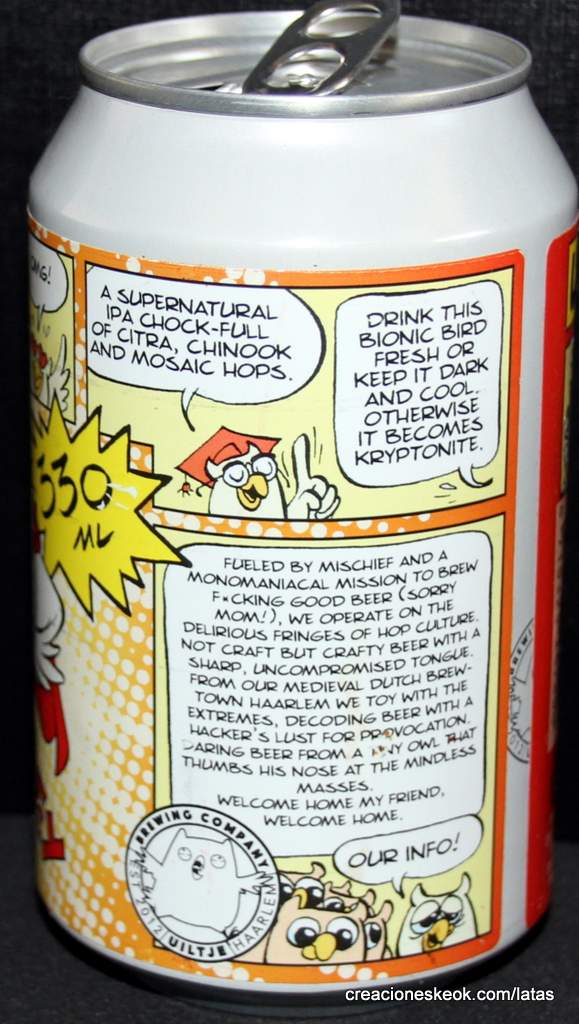 OMG!
A SUPERNATURAL
IPA CHOCK-FULL
OF CITRA, CHINOOK
AND MOSAIC HOPS.
DRINK THIS
BIONIC BIRD
FRESH OR
KEEP IT DARK
AND COOL.
OTHERWISE
IT BECOMES
KRYPTONITE.
330
ML
FUELED BY MISCHIEF AND A
MONOMANIACAL MISSION TO BREW
F*CKING GOOD BEER (SORRY
MOM!), WE OPERATE ON THE
DELIRIOUS FRINGES OF HOP CULTURE.
NOT CRAFT BUT CRAFTY BEER WITH A
SHARP, UNCOMPROMISED TONGUE.
FROM OUR MEDIEVAL DUTCH BREW-
TOWN HAARLEM WE TOY WITH THE
EXTREMES, DECODING BEER WITH A
HACKER'S LUST FOR PROVOCATION.
DARING BEER FROM A TINY OWL THAT
THUMBS HIS NOSE AT THE MINDLESS
MASSES.
WELCOME HOME MY FRIEND,
WELCOME HOME.
OUR INFO!
BREWING COMPANY
EST 2012 UILTJE HAARLEM
creacioneskeok.com/latas